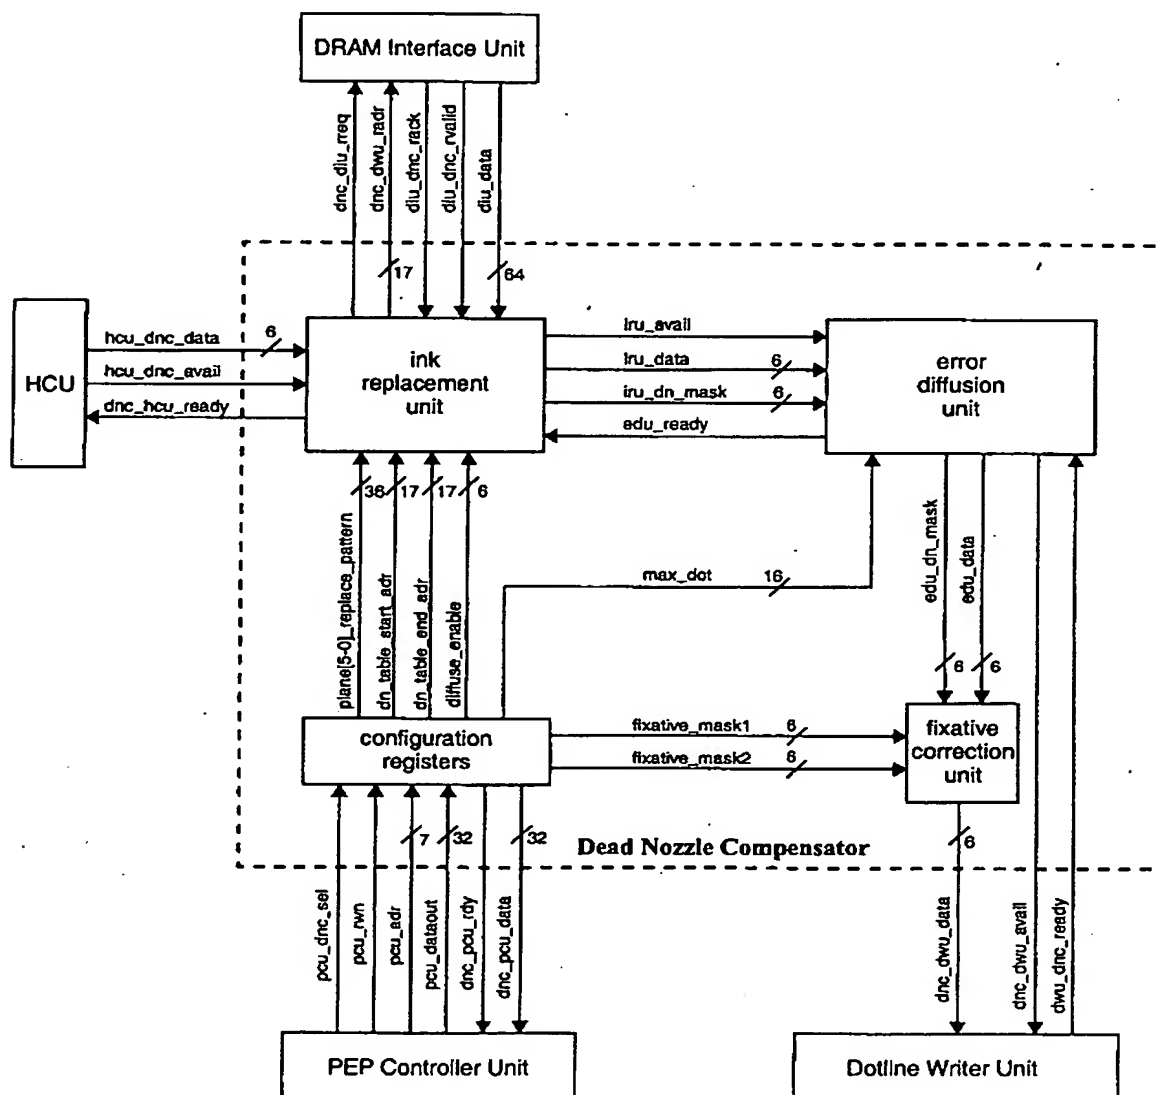 DRAM Interface Unit
dnc_diu_rreq
dnc_dwu_radr
diu_dnc_rack
diu_dnc_rvalid
diu_data
17
64
HCU
hcu_dnc_data
6
hcu_dnc_avail
dnc_hcu_ready
ink
replacement
unit
iru_avail
iru_data
6
iru_dn_mask
6
edu_ready
error
diffusion
unit
36
17
17
6
plane[5-0]_replace_pattern
dn_table_start_adr
dn_table_end_adr
diffuse_enable
max_dot
16
edu_dn_mask
edu_data
6
6
configuration
registers
fixative_mask1
6
fixative_mask2
6
fixative
correction
unit
7
32
32
6
Dead Nozzle Compensator
pcu_dnc_sel
pcu_rwn
pcu_adr
pcu_dataout
dnc_pcu_rdy
dnc_pcu_data
dnc_dwu_data
dnc_dwu_avail
dwu_dnc_ready
PEP Controller Unit
Dotline Writer Unit